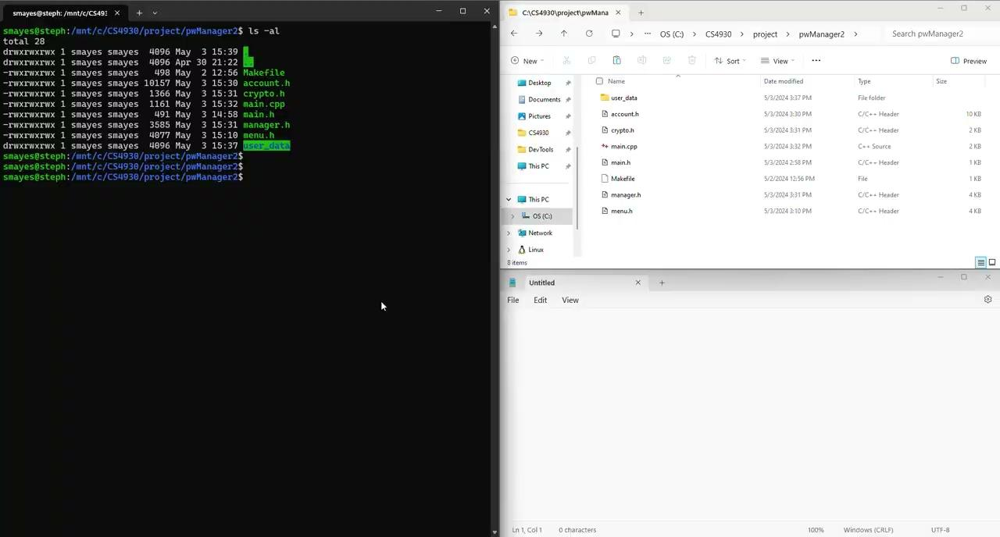 smayes@steph: /mnt/c/CS493
smayes@steph:/mnt/c/CS4930/project/pwManager2$ ls -al
total 28
drwxrwxrwx 1 smayes smayes 4096 May 3 15:39 .
drwxrwxrwx 1 smayes smayes 4096 Apr 30 21:22 ..
-rwxrwxrwx 1 smayes smayes 498 May 2 12:56 Makefile
-rwxrwxrwx 1 smayes smayes 10157 May 3 15:30 account.h
-rwxrwxrwx 1 smayes smayes 1366 May 3 15:31 crypto.h
-rwxrwxrwx 1 smayes smayes 1161 May 3 15:32 main.cpp
-rwxrwxrwx 1 smayes smayes 491 May 3 14:58 main.h
-rwxrwxrwx 1 smayes smayes 3585 May 3 15:31 manager.h
-rwxrwxrwx 1 smayes smayes 4077 May 3 15:10 menu.h
drwxrwxrwx 1 smayes smayes 4096 May 3 15:37 user_data
smayes@steph:/mnt/c/CS4930/project/pwManager2$
smayes@steph:/mnt/c/CS4930/project/pwManager2$
smayes@steph:/mnt/c/CS4930/project/pwManager2$
C:\CS4930\project\pwMana
OS (C:) > CS4930 > project > pwManager2 > Search pwManager2
New Sort View Preview
Desktop
Documents
Pictures
CS4930
DevTools
This PC
This PC
OS (C:)
Network
Linux
Name Date modified Type Size
user_data 5/3/2024 3:37 PM File folder
account.h 5/3/2024 3:30 PM C/C++ Header 10 KB
crypto.h 5/3/2024 3:31 PM C/C++ Header 2 KB
main.cpp 5/3/2024 3:32 PM C++ Source 2 KB
main.h 5/3/2024 2:58 PM C/C++ Header 1 KB
Makefile 5/2/2024 12:56 PM File 1 KB
manager.h 5/3/2024 3:31 PM C/C++ Header 4 KB
menu.h 5/3/2024 3:10 PM C/C++ Header 4 KB
8 items
Untitled
File Edit View
Ln 1, Col 1 0 characters 100% Windows (CRLF) UTF-8